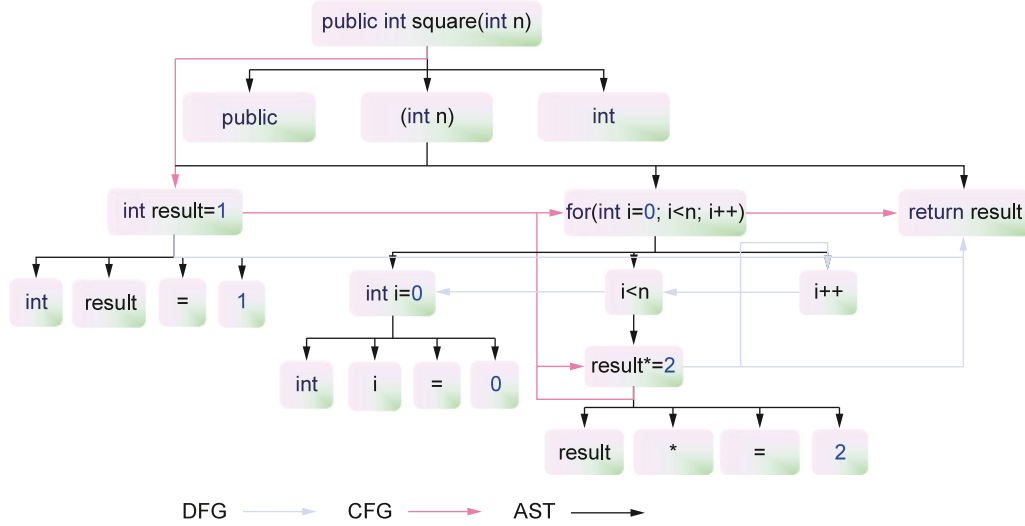 public int square(int n)
public (int n) int
int result=1 for(int i=0; i<n; i++) return result
int result = 1 int i=0 i<n i++
int i = 0 result*=2
result * = 2
DFG CFG AST